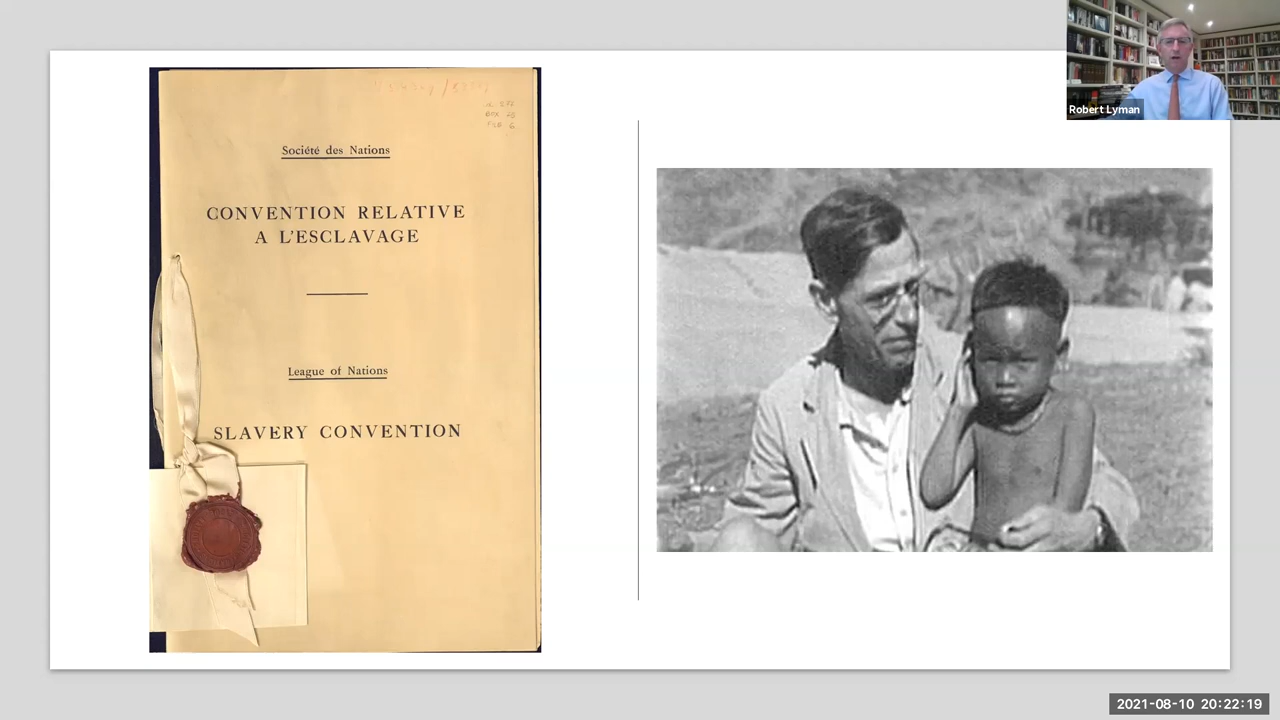 Société des Nations
CONVENTION RELATIVE
A L'ESCLAVAGE
League of Nations
SLAVERY CONVENTION
Robert Lyman
2021-08-10 20:22:19